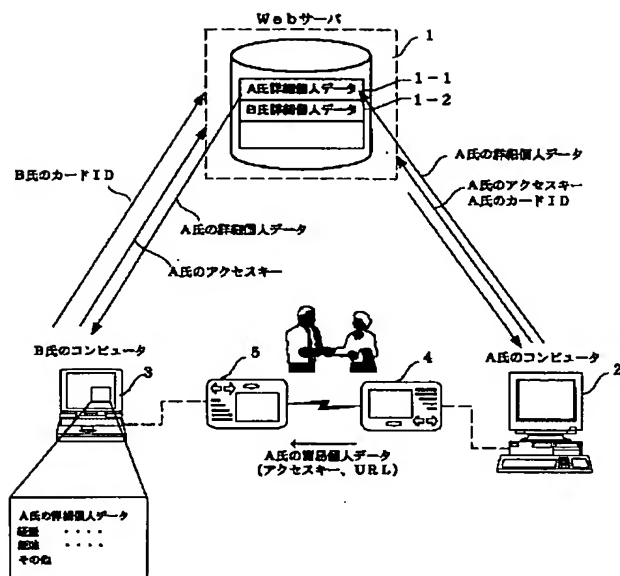 Webサーバ
1
A氏詳細個人データ
1-1
B氏詳細個人データ
1-2
B氏のカードID
A氏の詳細個人データ
A氏のアクセスキー
A氏の詳細個人データ
A氏のアクセスキー
A氏のカードID
B氏のコンピュータ
3
5
4
A氏のコンピュータ
2
A氏の簡易個人データ
(アクセスキー、URL)
A氏の詳細個人データ
経歴 ・・・・
趣味 ・・・・
その他